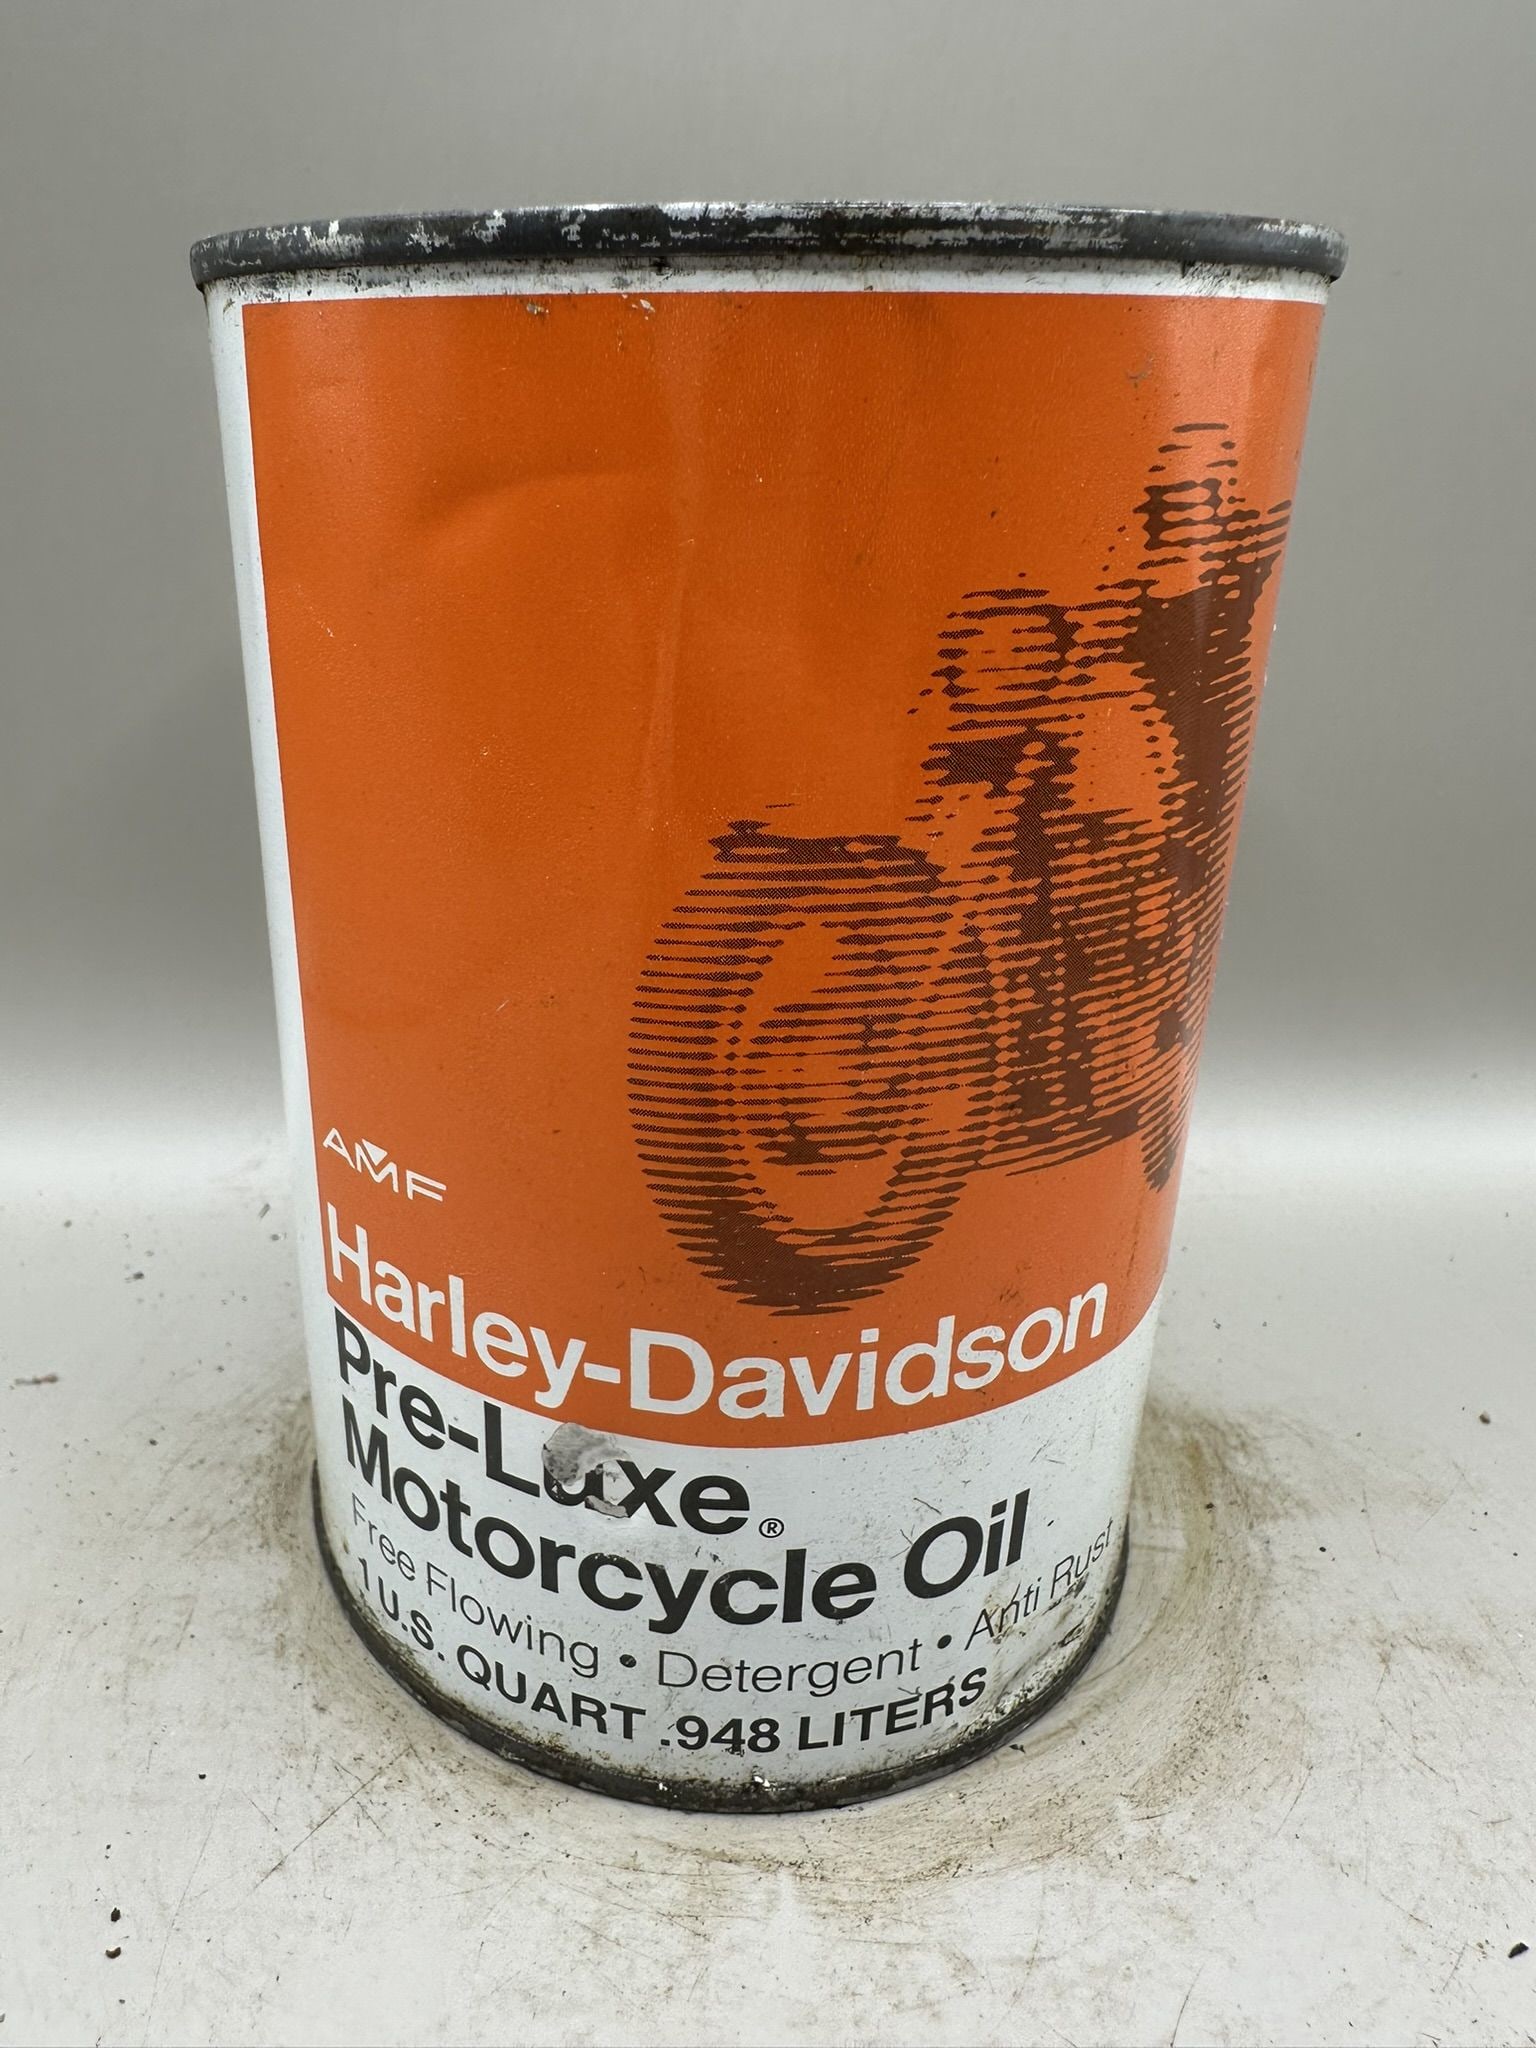 AMF
Harley-Davidson
Pre-Luxe®
Motorcycle Oil
Free Flowing • Detergent • Anti Rust
1 U.S. QUART .948 LITERS